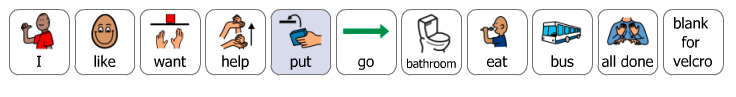 I like want help put go bathroom eat bus all done blank
for
velcro